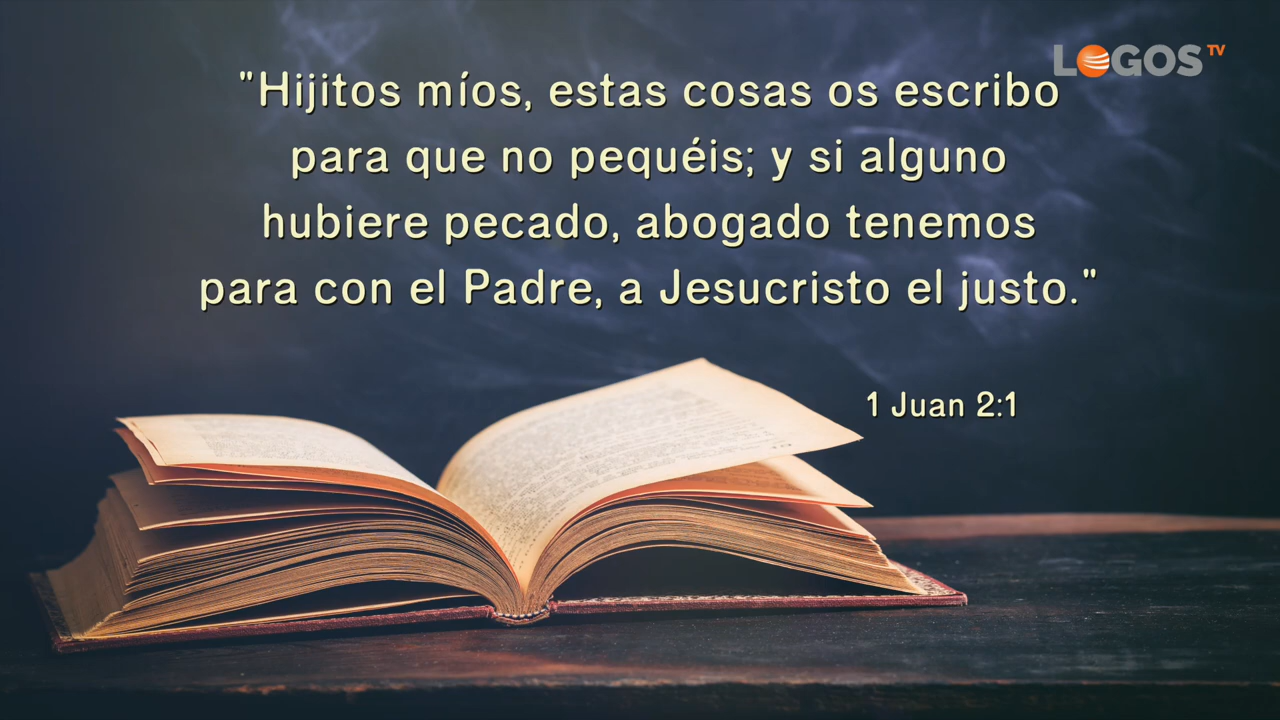 LOGOS TV
"Hijitos míos, estas cosas os escribo
para que no pequéis; y si alguno
hubiere pecado, abogado tenemos
para con el Padre, a Jesucristo el justo."
1 Juan 2:1